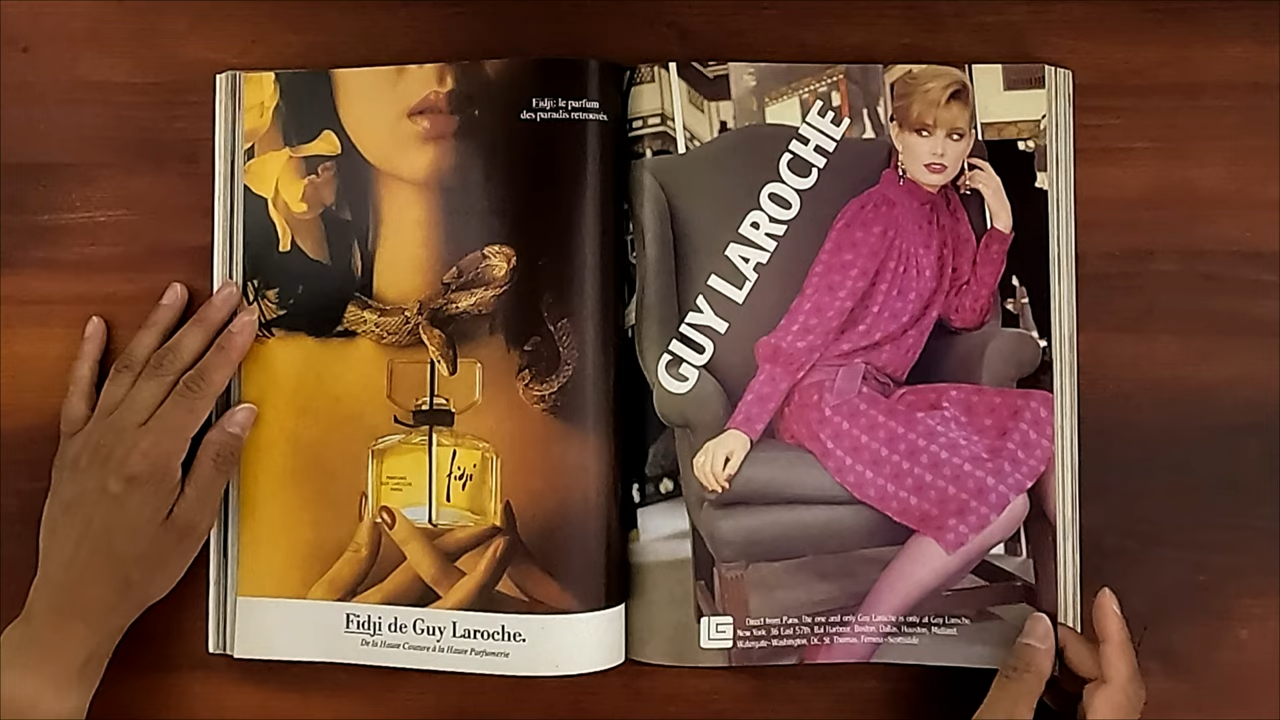 Fidji: le parfum
des paradis retrouvés.
PARFUMS
GUY LAROCHE
PARIS
fidji
Fidji de Guy Laroche.
De la Haute Couture à la Haute Parfumerie
GUY LAROCHE
LG
Direct from Paris. The one and only Guy Laroche is only at Guy Laroche.
New York 36 East 57th, Bal Harbour, Boston, Dallas, Houston, Midland,
Watergate-Washington, DC, St. Thomas,